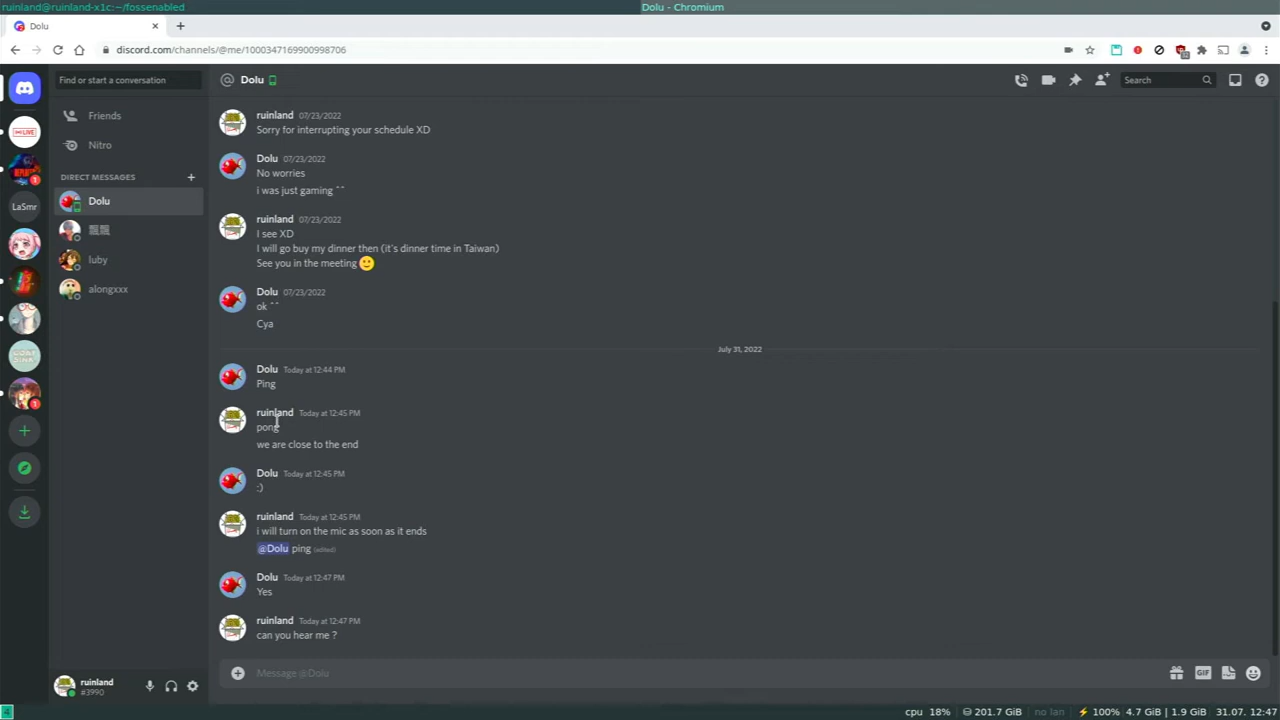 ruinland@ruinland-x1c:~/fossenabled
Dolu - Chromium
Dolu
discord.com/channels/@me/1000347169900998706
Find or start a conversation
Dolu
Search
Friends
Nitro
DIRECT MESSAGES
Dolu
luby
alongxxx
LIVE
1
LaSmr
1
ruinland 07/23/2022
Sorry for interrupting your schedule XD
Dolu 07/23/2022
No worries
i was just gaming ^^
ruinland 07/23/2022
I see XD
I will go buy my dinner then (it's dinner time in Taiwan)
See you in the meeting 🙂
Dolu 07/23/2022
ok ^^
Cya
July 31, 2022
Dolu Today at 12:44 PM
Ping
ruinland Today at 12:45 PM
pong
we are close to the end
Dolu Today at 12:45 PM
:)
ruinland Today at 12:45 PM
i will turn on the mic as soon as it ends
@Dolu ping (edited)
Dolu Today at 12:47 PM
Yes
ruinland Today at 12:47 PM
can you hear me ?
Message @Dolu
GIF
ruinland
#3990
4
cpu 18% 201.7 GiB no lan ⚡ 100% 4.7 GiB | 1.9 GiB 31.07. 12:47